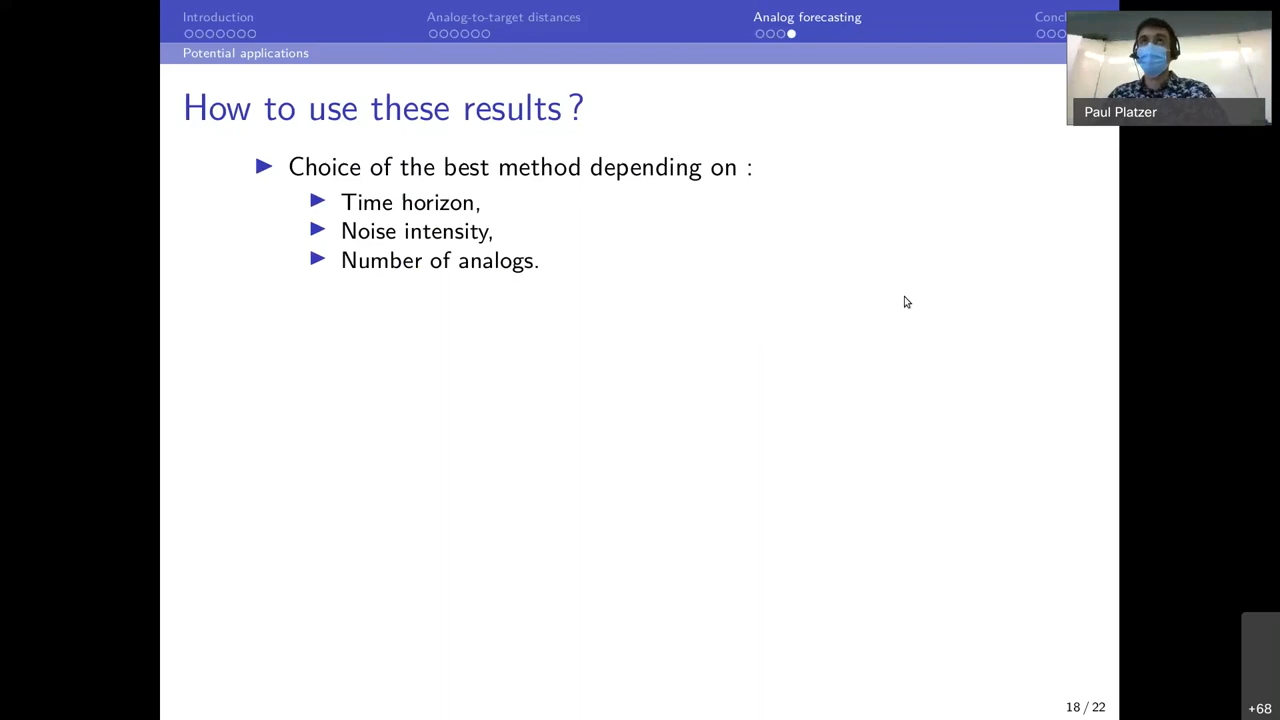 Introduction
Analog-to-target distances
Analog forecasting
Concl
Potential applications
Paul Platzer
How to use these results ?
Choice of the best method depending on :
Time horizon,
Noise intensity,
Number of analogs.
18 / 22
+68